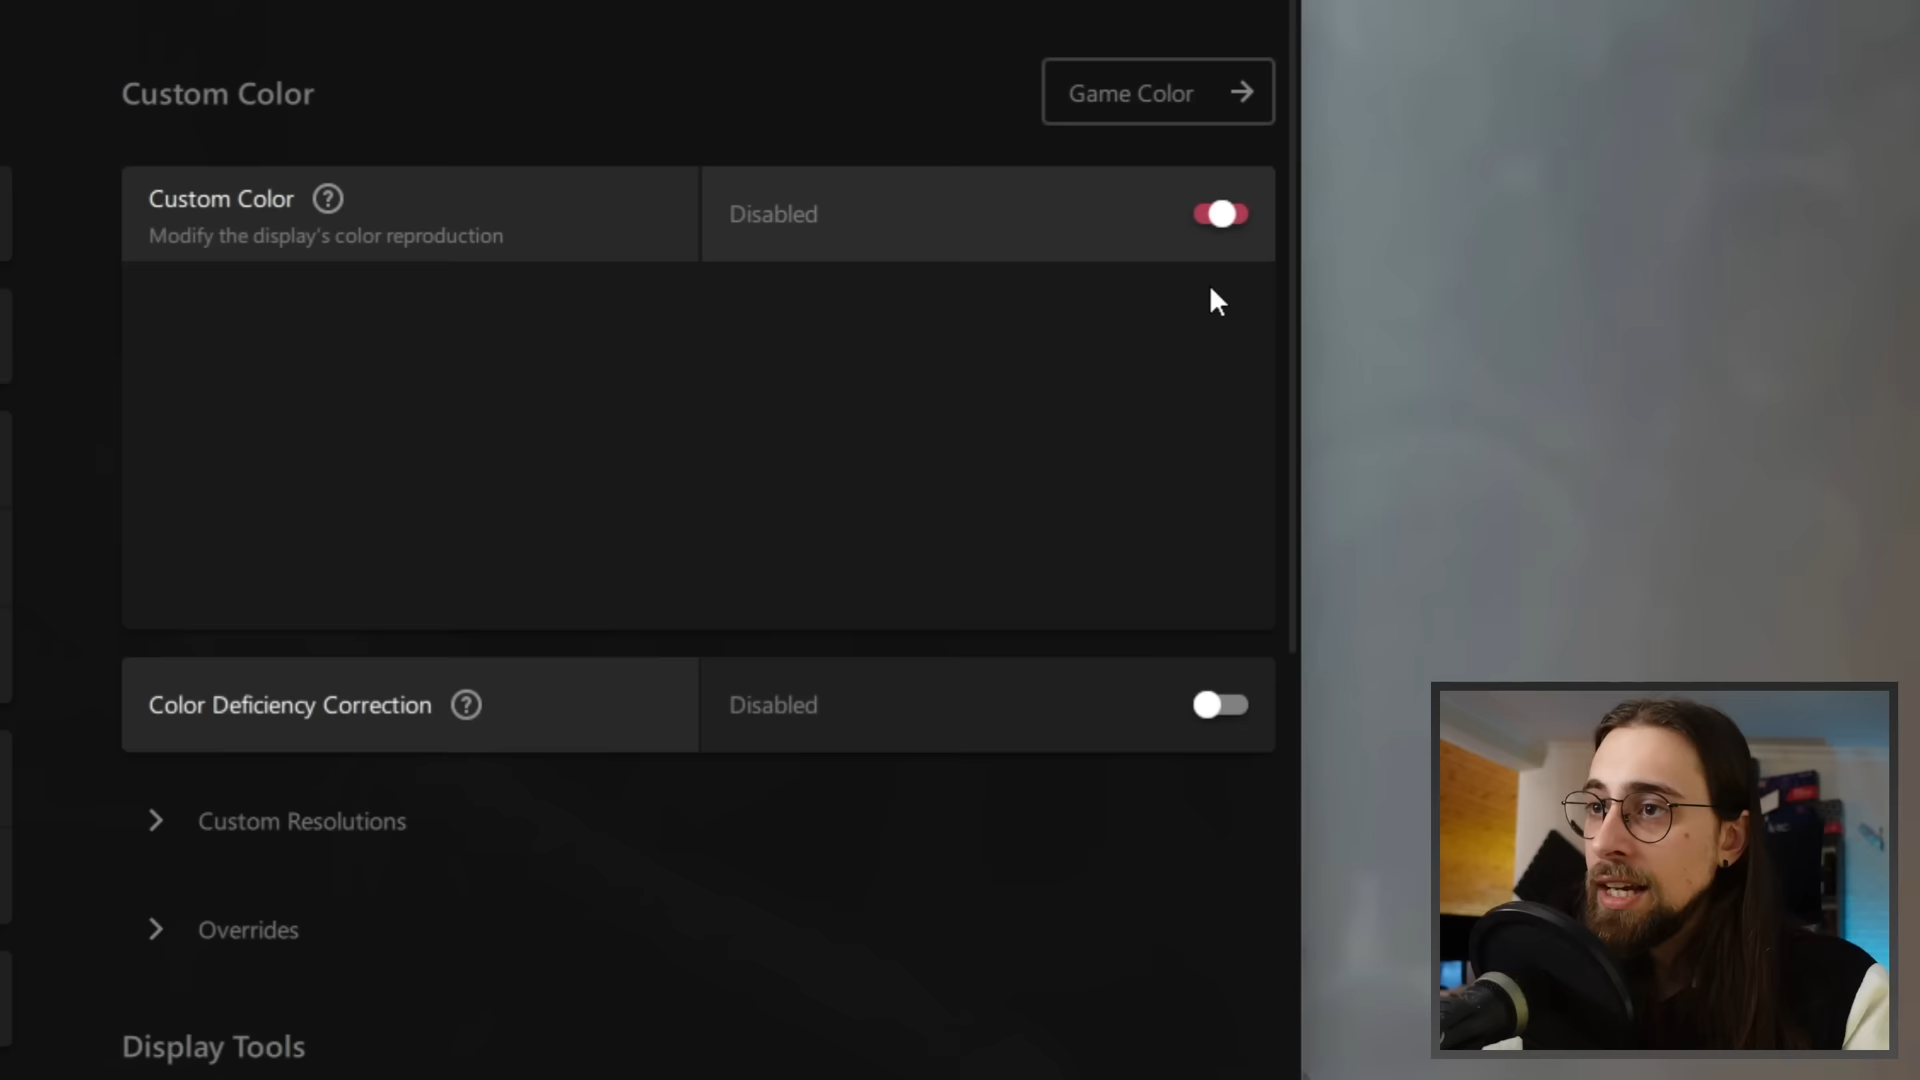 Custom Color
Game Color
Custom Color
Modify the display's color reproduction
Disabled
Color Deficiency Correction
Disabled
Custom Resolutions
Overrides
Display Tools